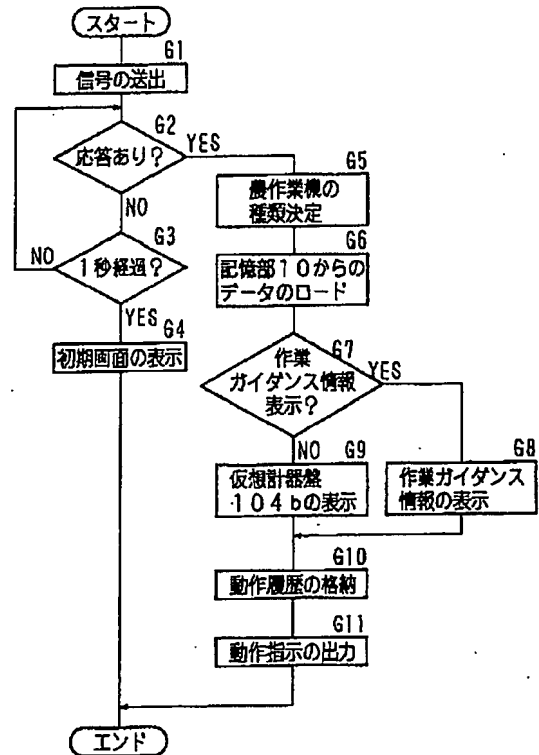 スタート
G1
信号の送出
G2
応答あり?
YES
NO
G3
1秒経過?
NO
YES
G4
初期画面の表示
G5
農作業機の
種類決定
G6
記憶部10からの
データのロード
G7
作業
ガイダンス情報
表示?
YES
NO
G9
仮想計器盤
104bの表示
G8
作業ガイダンス
情報の表示
G10
動作履歴の格納
G11
動作指示の出力
エンド